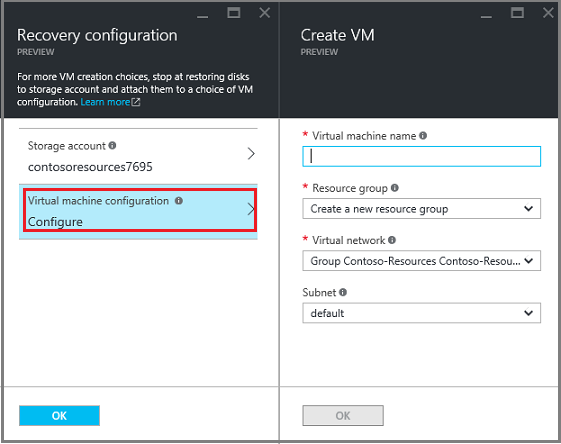 Recovery configuration
PREVIEW
For more VM creation choices, stop at restoring disks
to storage account and attach them to a choice of VM
configuration. Learn more
Storage account
contosoresources7695
Virtual machine configuration
Configure
OK
Create VM
PREVIEW
* Virtual machine name
* Resource group
Create a new resource group
* Virtual network
Group Contoso-Resources Contoso-Resou...
Subnet
default
OK